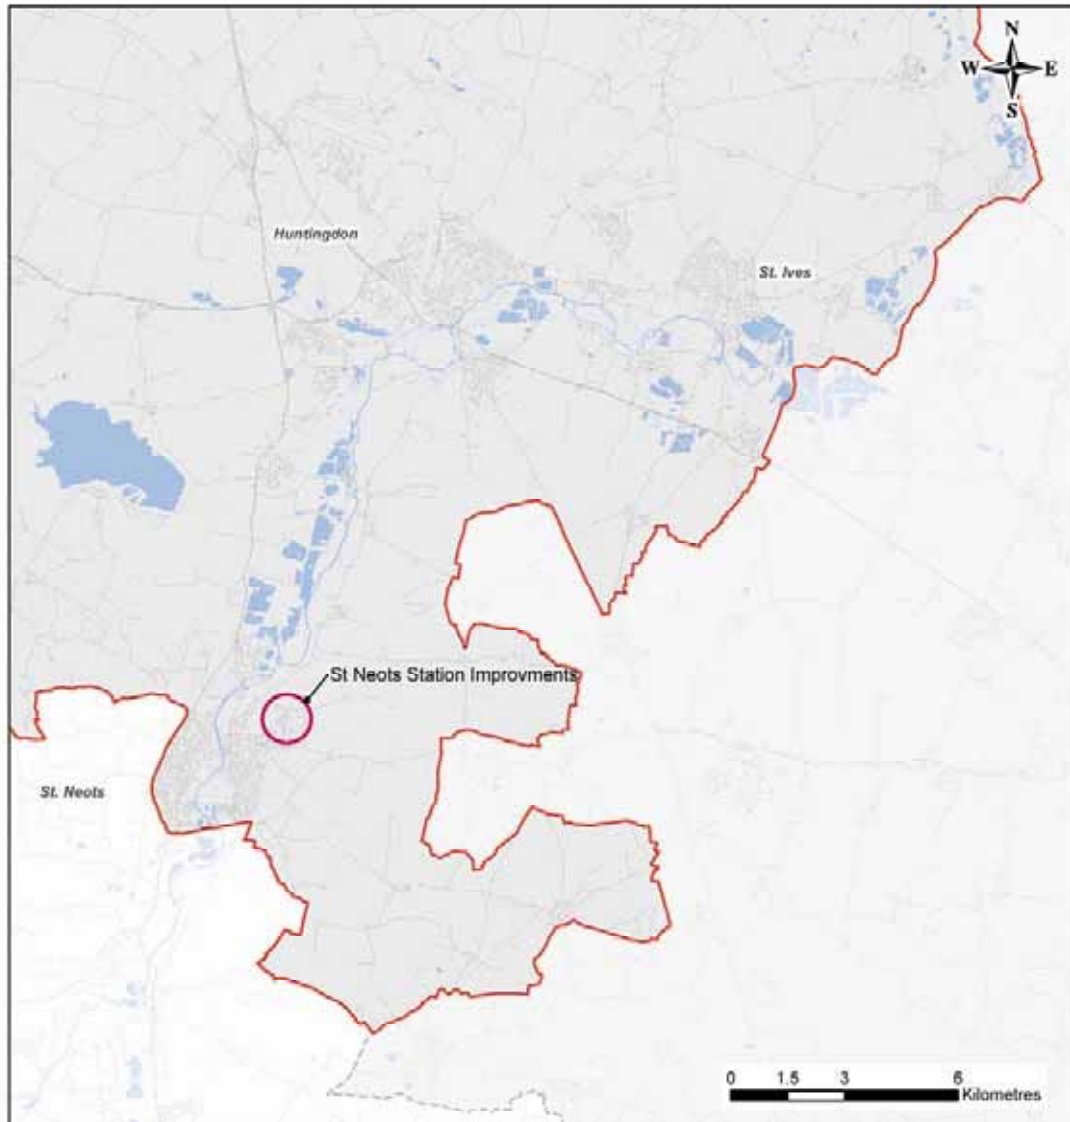 N
W E
S
Huntingdon
St. Ives
St Neots Station Improvments
St. Neots
0 1.5 3 6
Kilometres